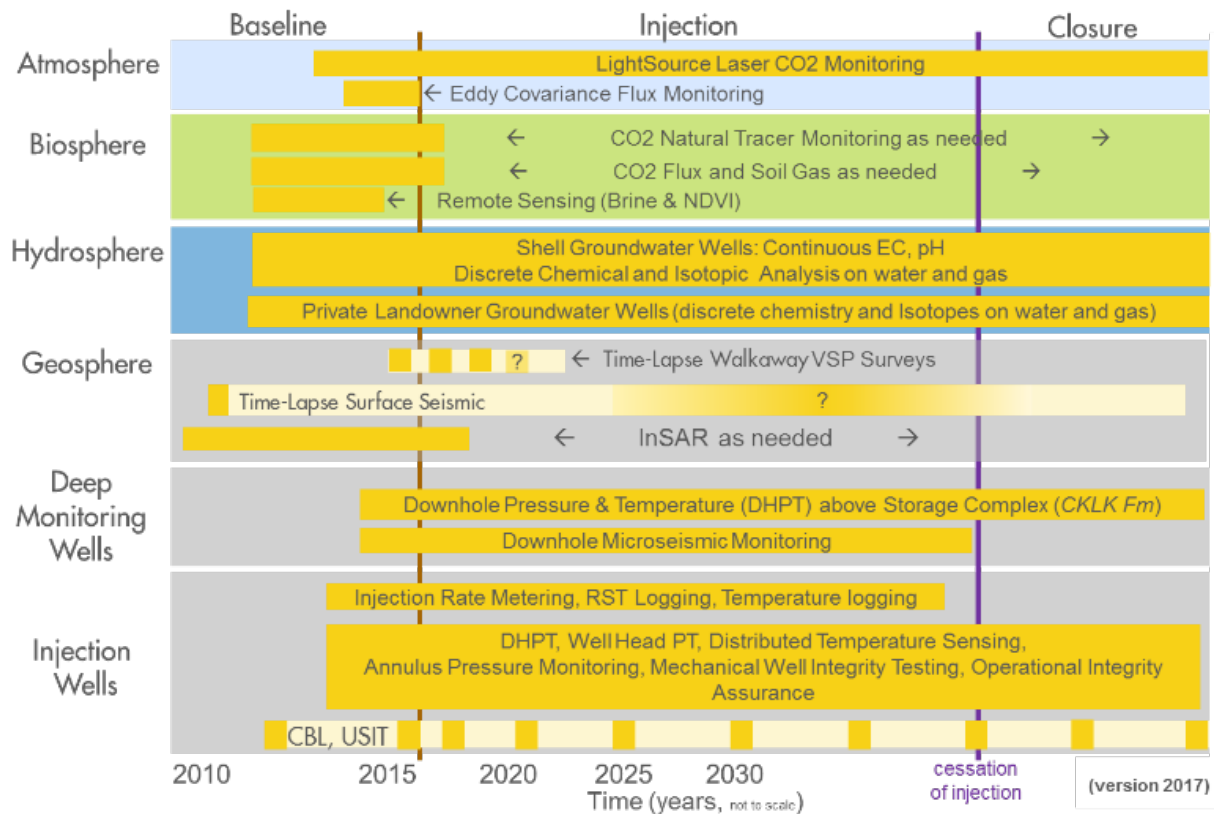 Baseline
Injection
Closure
Atmosphere
LightSource Laser CO2 Monitoring
← Eddy Covariance Flux Monitoring
Biosphere
← CO2 Natural Tracer Monitoring as needed →
← CO2 Flux and Soil Gas as needed →
← Remote Sensing (Brine & NDVI)
Hydrosphere
Shell Groundwater Wells: Continuous EC, pH
Discrete Chemical and Isotopic Analysis on water and gas
Private Landowner Groundwater Wells (discrete chemistry and Isotopes on water and gas)
Geosphere
? ← Time-Lapse Walkaway VSP Surveys
Time-Lapse Surface Seismic ?
← InSAR as needed →
Deep
Monitoring
Wells
Downhole Pressure & Temperature (DHPT) above Storage Complex (CKLK Fm)
Downhole Microseismic Monitoring
Injection
Wells
Injection Rate Metering, RST Logging, Temperature logging
DHPT, Well Head PT, Distributed Temperature Sensing,
Annulus Pressure Monitoring, Mechanical Well Integrity Testing, Operational Integrity
Assurance
CBL, USIT
2010 2015 2020 2025 2030
cessation
of injection
Time (years, not to scale)
(version 2017)